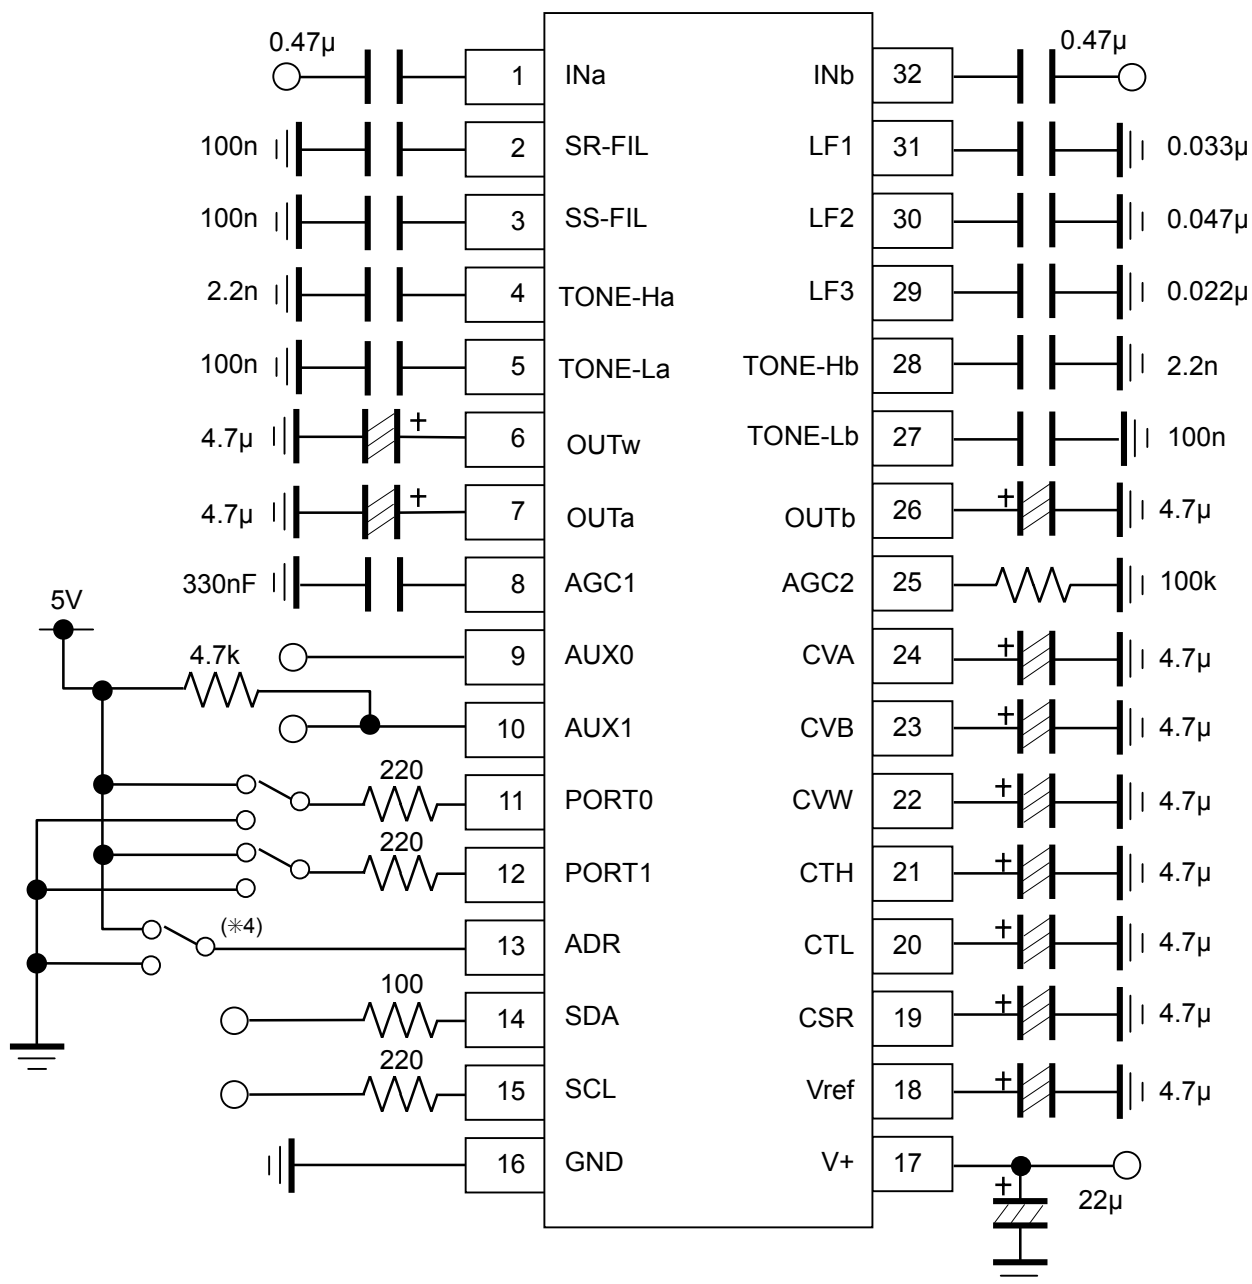 0.47µ 1 INa INb 32 0.47µ
100n 2 SR-FIL LF1 31 0.033µ
100n 3 SS-FIL LF2 30 0.047µ
2.2n 4 TONE-Ha LF3 29 0.022µ
100n 5 TONE-La TONE-Hb 28 2.2n
4.7µ + 6 OUTw TONE-Lb 27 100n
4.7µ + 7 OUTa OUTb 26 + 4.7µ
330nF 8 AGC1 AGC2 25 100k
5V
4.7k 9 AUX0 CVA 24 + 4.7µ
10 AUX1 CVB 23 + 4.7µ
220 11 PORT0 CVW 22 + 4.7µ
220 12 PORT1 CTH 21 + 4.7µ
(✳4) 13 ADR CTL 20 + 4.7µ
100 14 SDA CSR 19 + 4.7µ
220 15 SCL Vref 18 + 4.7µ
16 GND V+ 17
+ 22µ